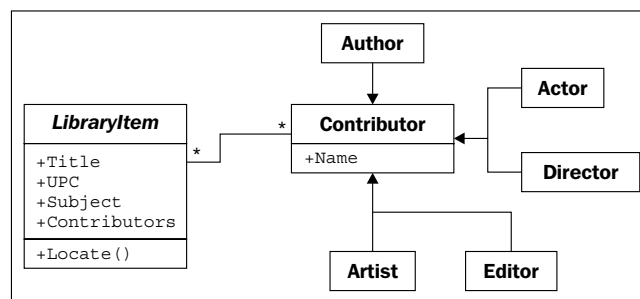 Author
Actor
LibraryItem
+Title
+UPC
+Subject
+Contributors
+Locate()
*
*
Contributor
+Name
Director
Artist
Editor